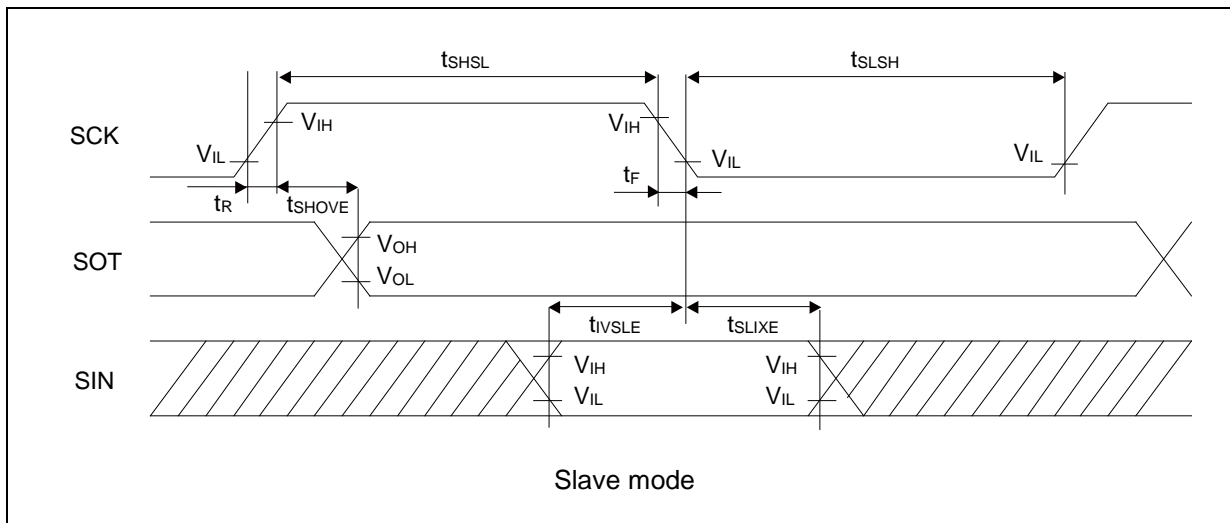 tSHSL
tSLSH
SCK
VIH
VIH
VIL
VIL
VIL
tF
tR
tSHOVE
SOT
VOH
VOL
tIVSLE
tSLIXE
SIN
VIH
VIH
VIL
VIL
Slave mode